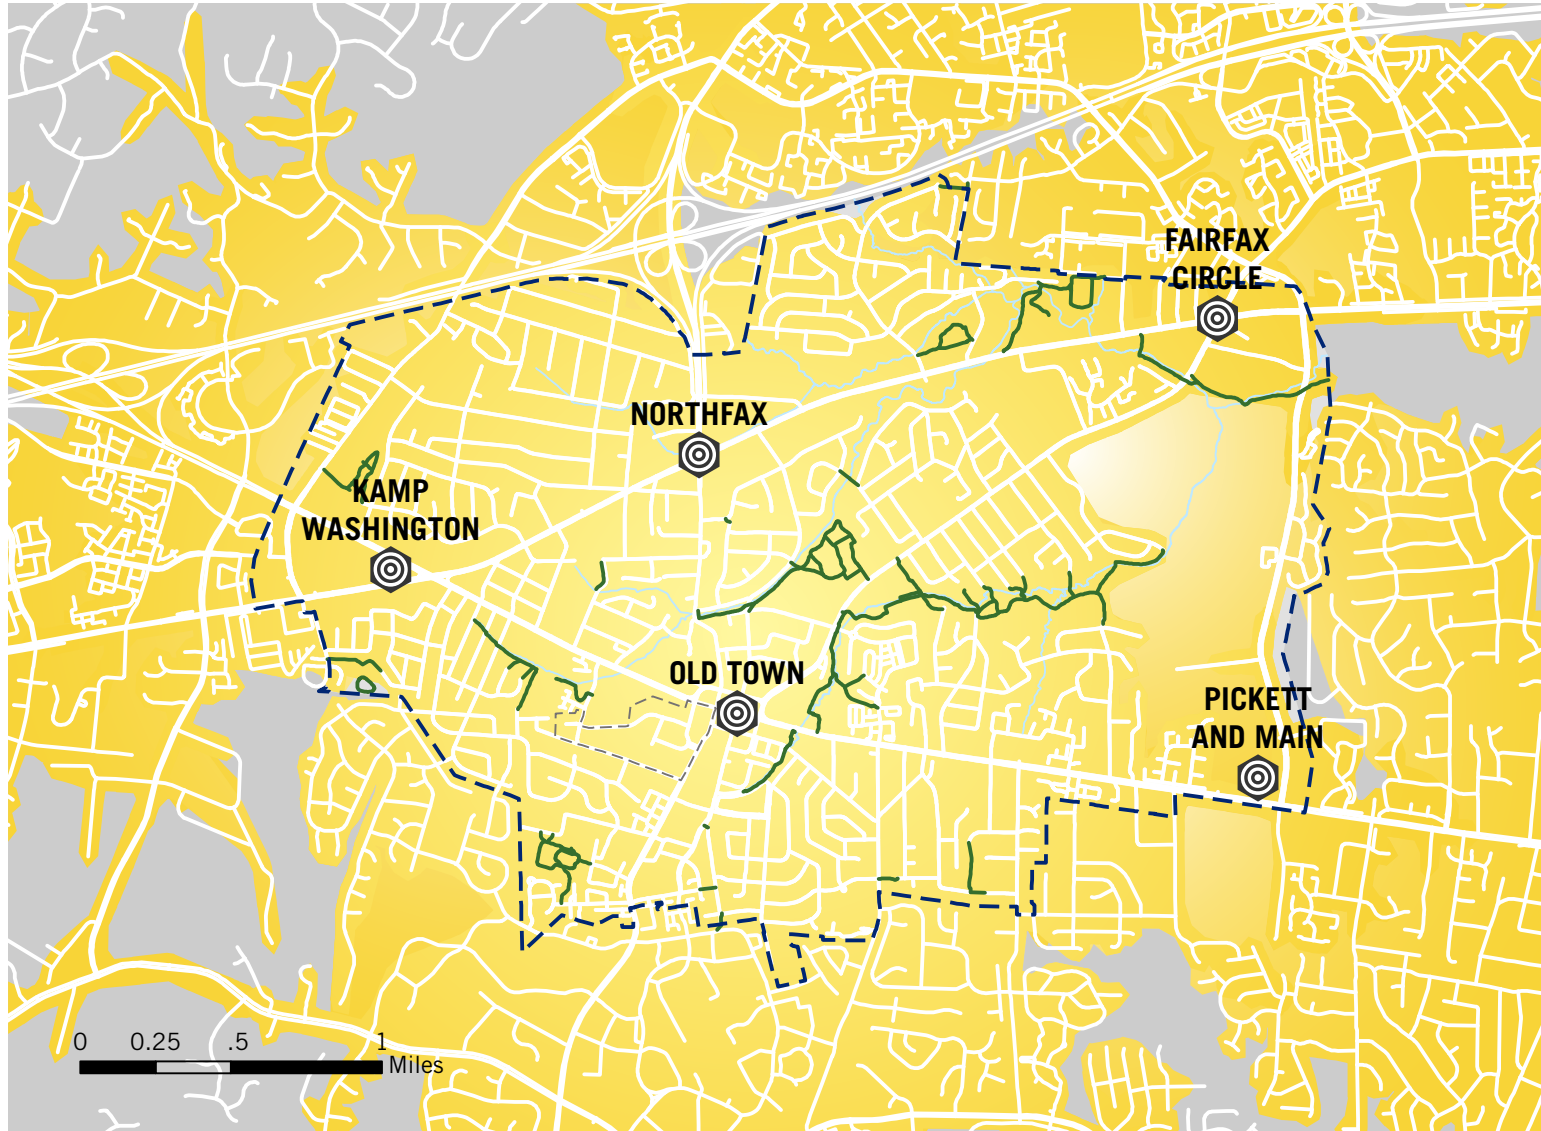 FAIRFAX
CIRCLE
NORTHFAX
KAMP
WASHINGTON
OLD TOWN
PICKETT
AND MAIN
0 0.25 .5 1
Miles